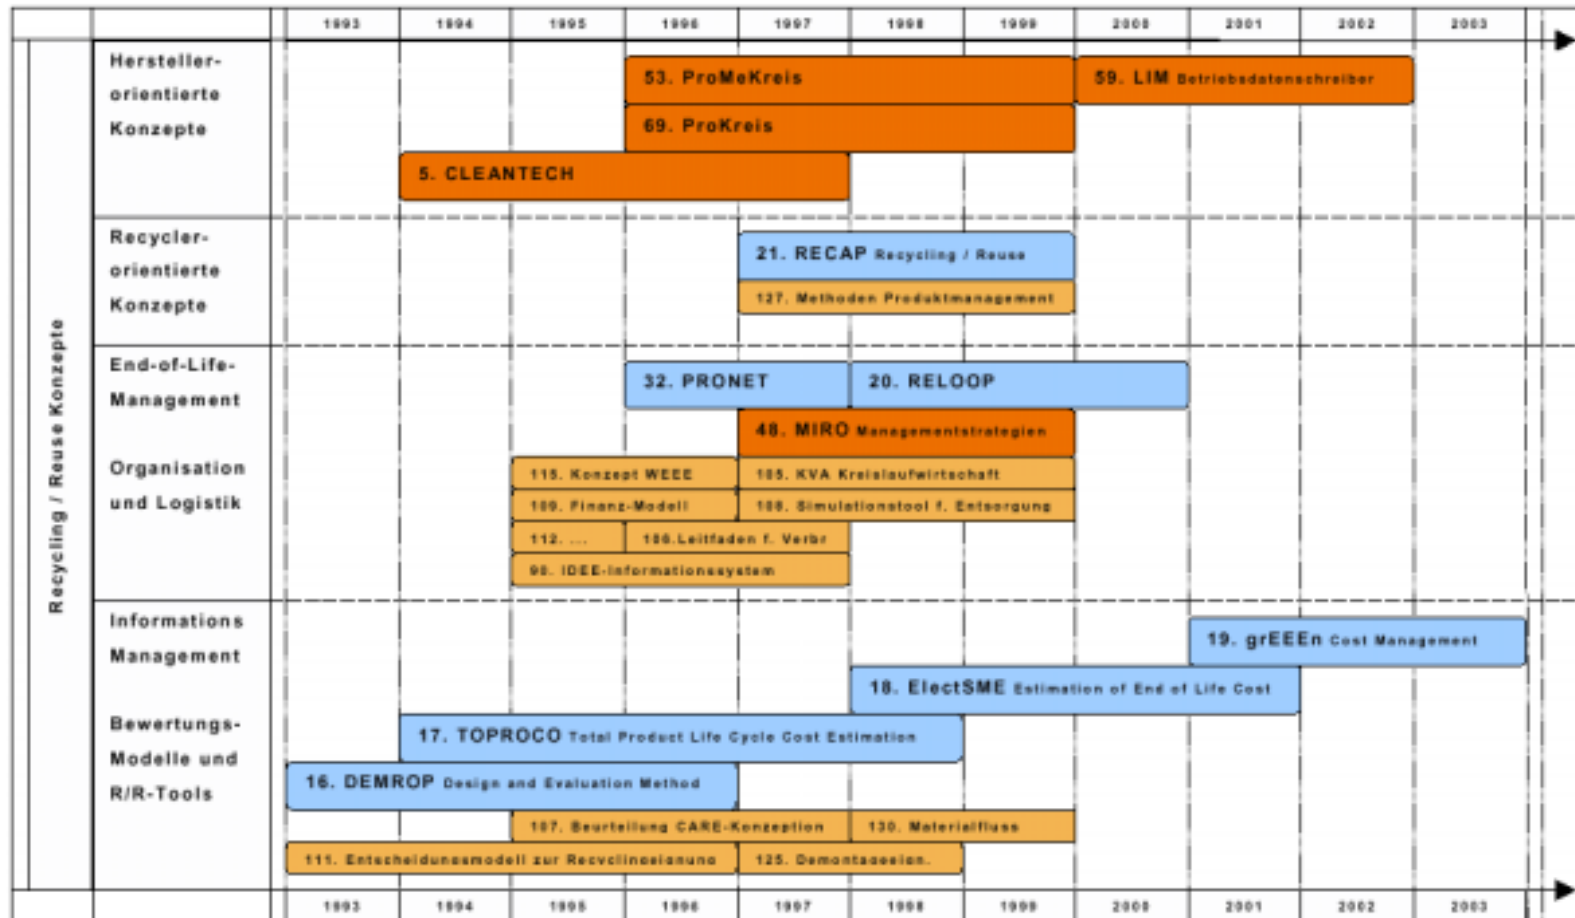 1993 1994 1995 1996 1997 1998 1999 2000 2001 2002 2003
Recycling / Reuse Konzepte
Hersteller-
orientierte
Konzepte
53. ProMeKreis
59. LIM Betriebsdatenschreiber
69. ProKreis
5. CLEANTECH
Recycler-
orientierte
Konzepte
21. RECAP Recycling / Reuse
127. Methoden Produktmanagement
End-of-Life-
Management
Organisation
und Logistik
32. PRONET
20. RELOOP
48. MIRO Managementstrategien
115. Konzept WEEE
105. KVA Kreislaufwirtschaft
109. Finanz-Modell
108. Simulationstool f. Entsorgung
112. ...
106.Leitfaden f. Verbr
90. IDEE-Informationssystem
Informations
Management
Bewertungs-
Modelle und
R/R-Tools
19. grEEEn Cost Management
18. ElectSME Estimation of End of Life Cost
17. TOPROCO Total Product Life Cycle Cost Estimation
16. DEMROP Design and Evaluation Method
107. Beurteilung CARE-Konzeption
130. Materialfluss
111. Entscheidungsmodell zur Recyclingeignung
125. Demontageeign.
1993 1994 1995 1996 1997 1998 1999 2000 2001 2002 2003